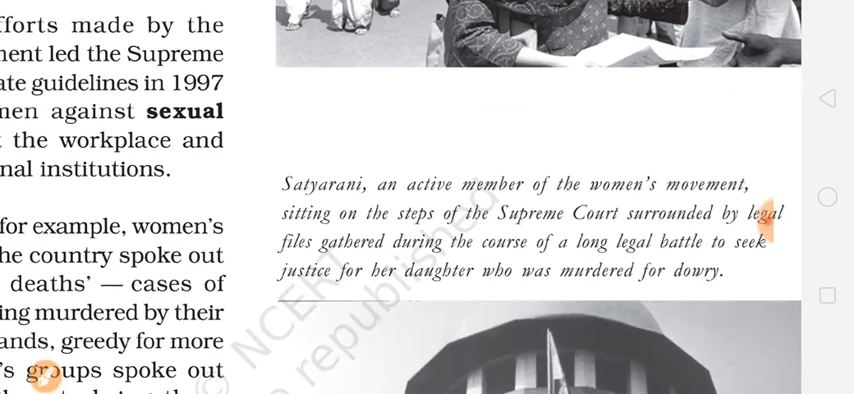 fforts made by the
ment led the Supreme
ate guidelines in 1997
men against sexual
the workplace and
nal institutions.
for example, women's
he country spoke out
deaths' — cases of
ing murdered by their
ands, greedy for more
's groups spoke out
Satyarani, an active member of the women's movement,
sitting on the steps of the Supreme Court surrounded by legal
files gathered during the course of a long legal battle to seek
justice for her daughter who was murdered for dowry.
© NCERT
republished